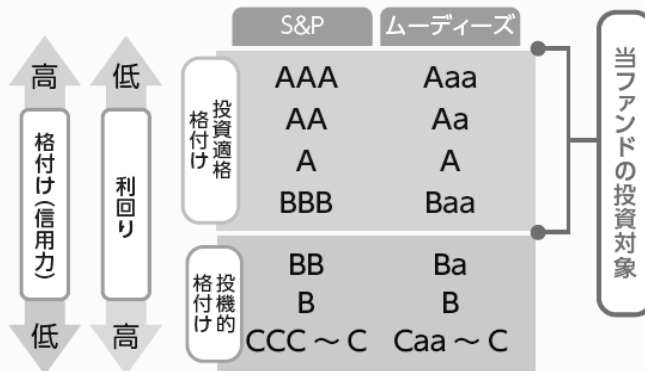 S&P ムーディーズ
高 低
格付け(信用力)
利回り
低 高
投資適格
格付け
AAA Aaa
AA Aa
A A
BBB Baa
投機的
格付け
BB Ba
B B
CCC ～ C Caa ～ C
当ファンドの投資対象